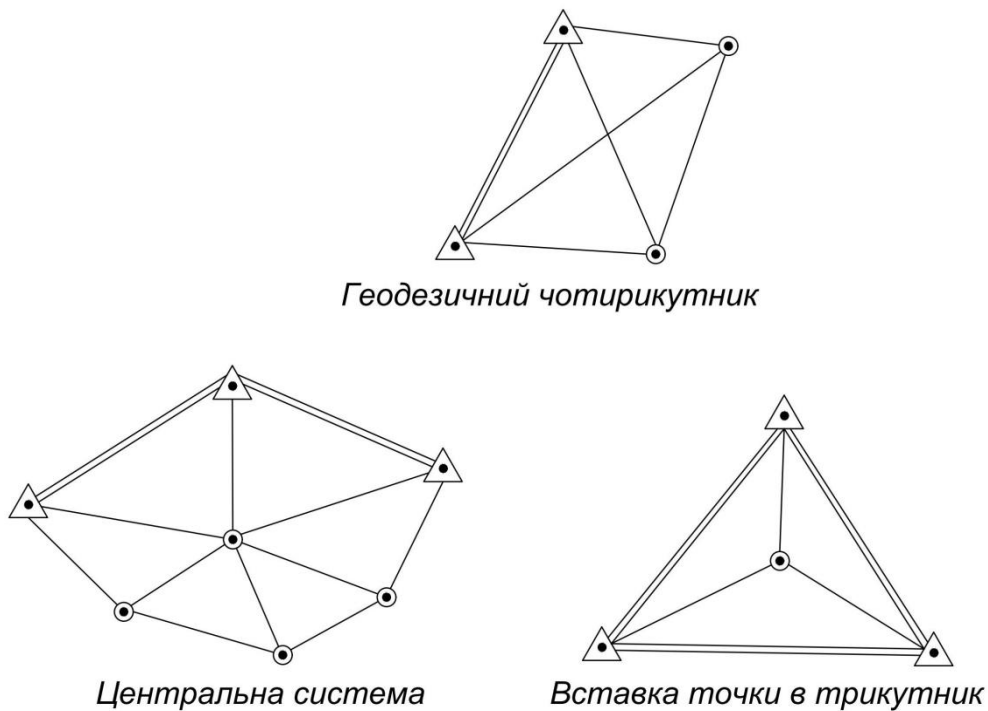 Геодезичний чотирикутник
Центральна система
Вставка точки в трикутник